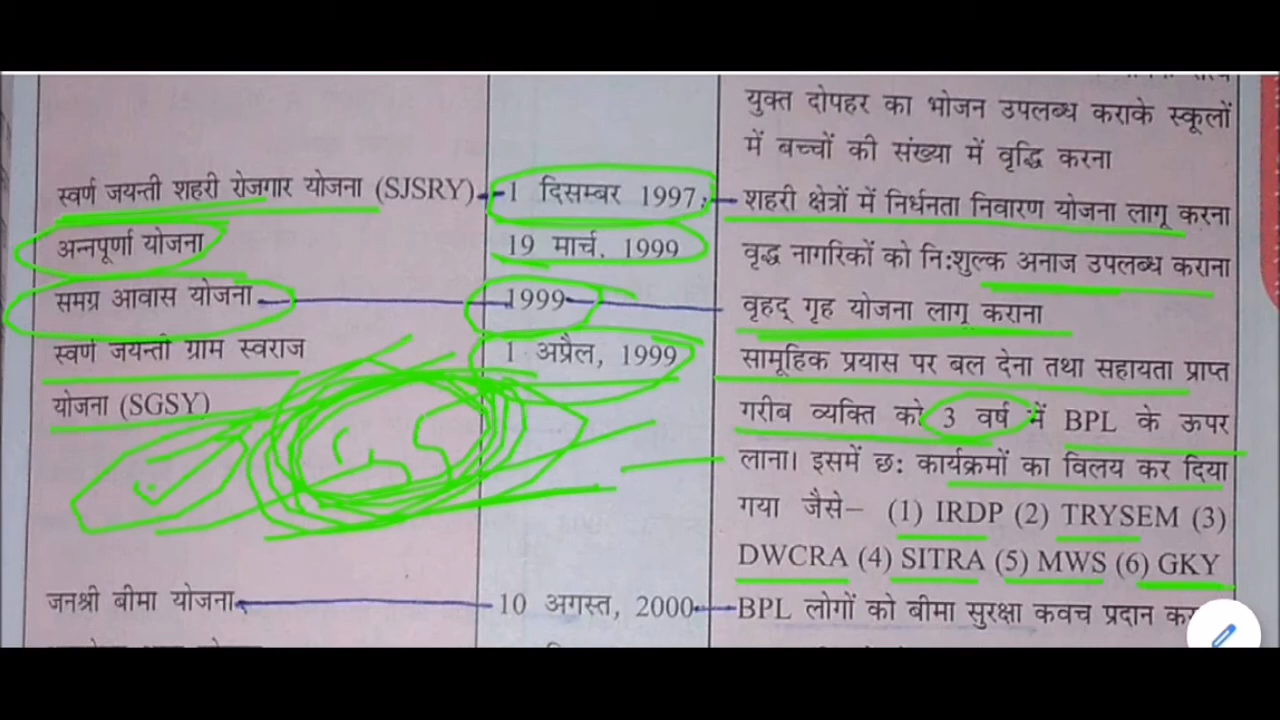 युक्त दोपहर का भोजन उपलब्ध कराके स्कूलों
में बच्चों की संख्या में वृद्धि करना
स्वर्ण जयन्ती शहरी रोजगार योजना (SJSRY) 1 दिसम्बर 1997 शहरी क्षेत्रों में निर्धनता निवारण योजना लागू करना
अन्नपूर्णा योजना 19 मार्च, 1999 वृद्ध नागरिकों को नि:शुल्क अनाज उपलब्ध कराना
समग्र आवास योजना 1999 वृहद् गृह योजना लागू कराना
स्वर्ण जयन्ती ग्राम स्वराज 1 अप्रैल, 1999 सामूहिक प्रयास पर बल देना तथा सहायता प्राप्त
योजना (SGSY) गरीब व्यक्ति को 3 वर्ष में BPL के ऊपर
लाना। इसमें छ: कार्यक्रमों का विलय कर दिया
गया जैसे– (1) IRDP (2) TRYSEM (3)
DWCRA (4) SITRA (5) MWS (6) GKY
जनश्री बीमा योजना 10 अगस्त, 2000 BPL लोगों को बीमा सुरक्षा कवच प्रदान